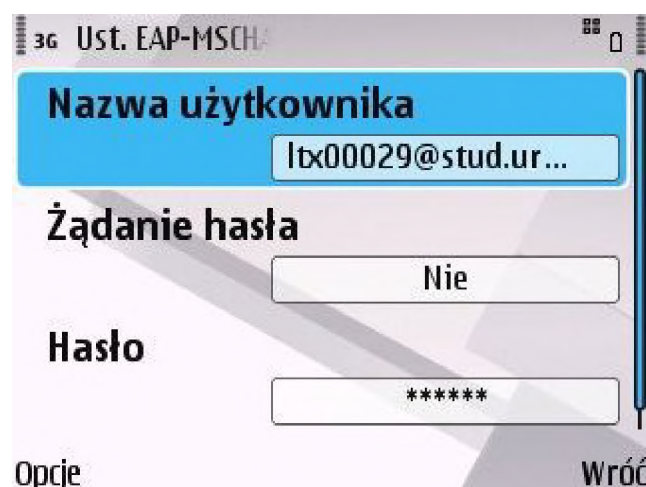 3G Ust. EAP-MSCH
Nazwa użytkownika
ltx00029@stud.ur...
Żądanie hasła
Nie
Hasło
******
Opcje Wróć